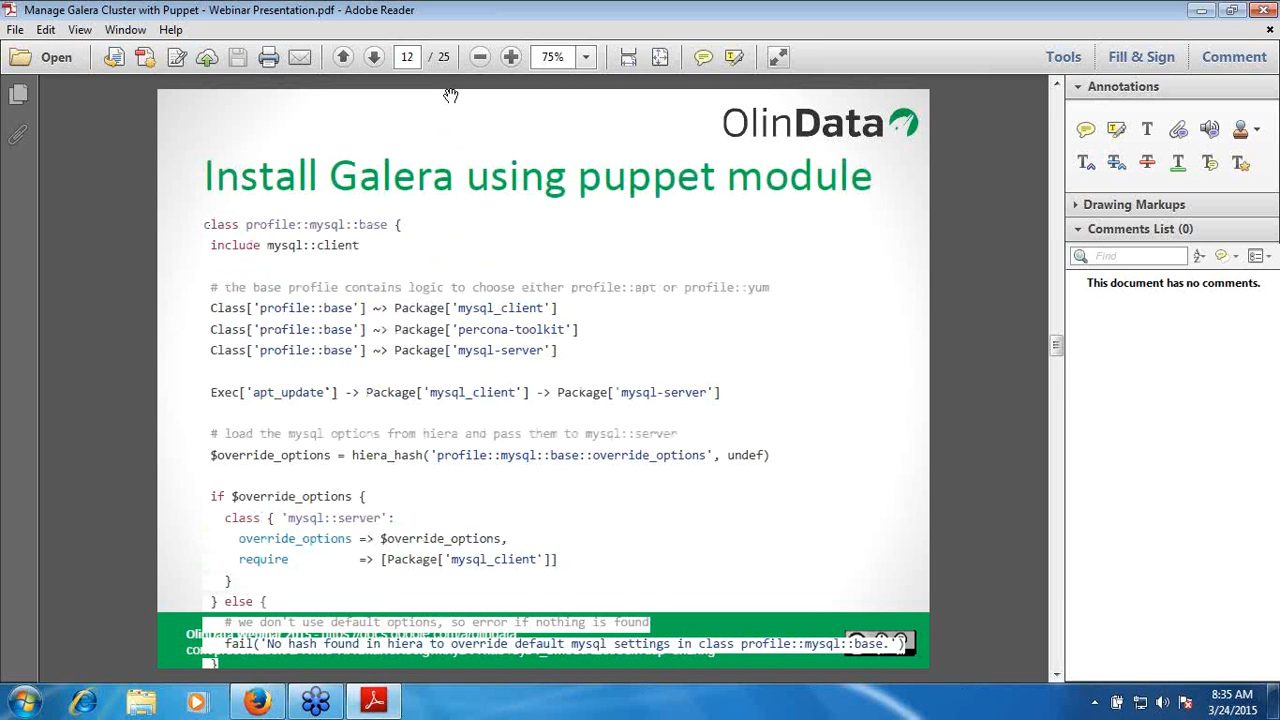 Manage Galera Cluster with Puppet - Webinar Presentation.pdf - Adobe Reader
File Edit View Window Help
Open 12 / 25 75% Tools Fill & Sign Comment
Annotations
Drawing Markups
Comments List (0)
Find
This document has no comments.
OlinData
Install Galera using puppet module
class profile::mysql::base {
include mysql::client
# the base profile contains logic to choose either profile::apt or profile::yum
Class['profile::base'] ~> Package['mysql_client']
Class['profile::base'] ~> Package['percona-toolkit']
Class['profile::base'] ~> Package['mysql-server']
Exec['apt_update'] -> Package['mysql_client'] -> Package['mysql-server']
# load the mysql options from hiera and pass them to mysql::server
$override_options = hiera_hash('profile::mysql::base::override_options', undef)
if $override_options {
class { 'mysql::server':
override_options => $override_options,
require => [Package['mysql_client']]
}
} else {
# we don't use default options, so error if nothing is found
fail('No hash found in hiera to override default mysql settings in class profile::mysql::base.')
}
8:35 AM
3/24/2015